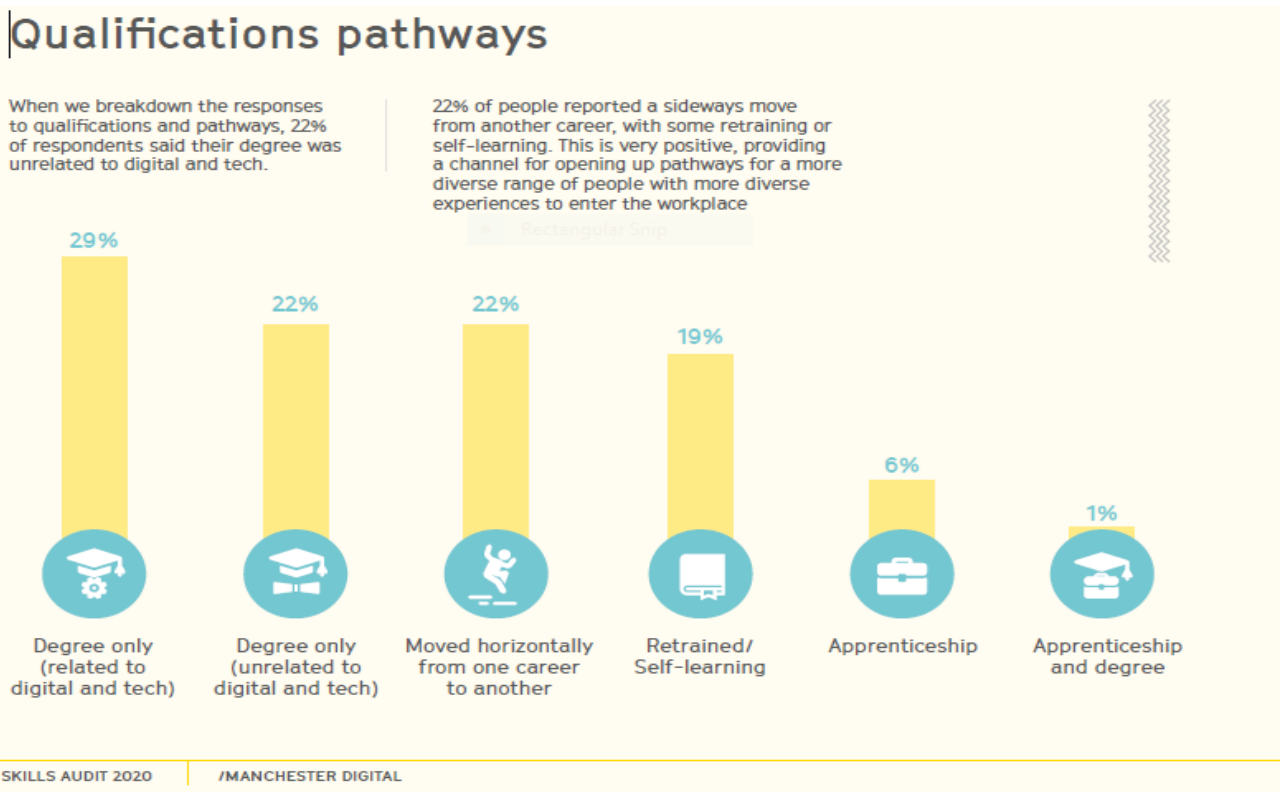 Qualifications pathways
When we breakdown the responses
to qualifications and pathways, 22%
of respondents said their degree was
unrelated to digital and tech.
22% of people reported a sideways move
from another career, with some retraining or
self-learning. This is very positive, providing
a channel for opening up pathways for a more
diverse range of people with more diverse
experiences to enter the workplace
Rectangular Snip
29%
22%
22%
19%
6%
1%
Degree only
(related to
digital and tech)
Degree only
(unrelated to
digital and tech)
Moved horizontally
from one career
to another
Retrained/
Self-learning
Apprenticeship
Apprenticeship
and degree
SKILLS AUDIT 2020
/MANCHESTER DIGITAL